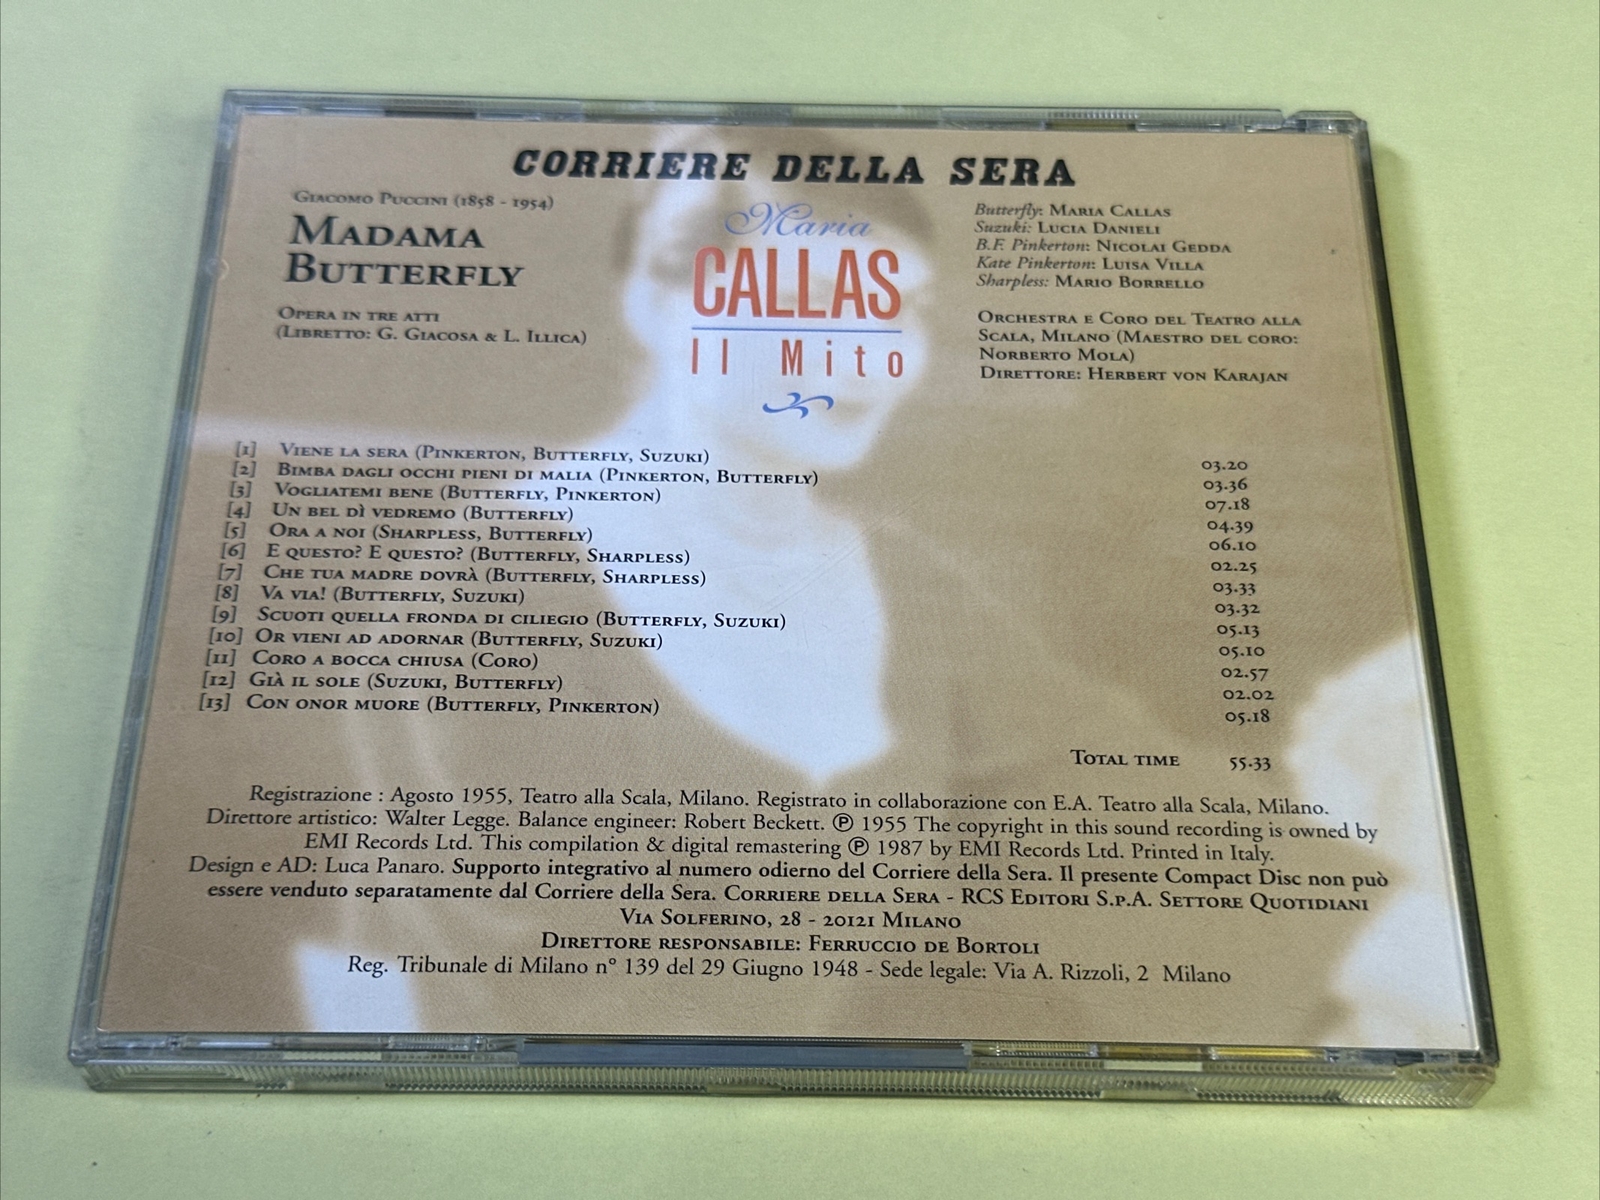 CORRIERE DELLA SERA
Giacomo Puccini (1858 - 1954)
Madama
Butterfly
Opera in tre atti
(Libretto: G. Giacosa & L. Illica)
Maria
CALLAS
Il Mito
Butterfly: Maria Callas
Suzuki: Lucia Danieli
B.F. Pinkerton: Nicolai Gedda
Kate Pinkerton: Luisa Villa
Sharpless: Mario Borrello
Orchestra e Coro del Teatro alla
Scala, Milano (Maestro del coro:
Norberto Mola)
Direttore: Herbert von Karajan
[1] Viene la sera (Pinkerton, Butterfly, Suzuki) 03.20
[2] Bimba dagli occhi pieni di malia (Pinkerton, Butterfly) 03.36
[3] Vogliatemi bene (Butterfly, Pinkerton) 07.18
[4] Un bel dì vedremo (Butterfly) 04.39
[5] Ora a noi (Sharpless, Butterfly) 06.10
[6] E questo? E questo? (Butterfly, Sharpless) 02.25
[7] Che tua madre dovrà (Butterfly, Sharpless) 03.33
[8] Va via! (Butterfly, Suzuki) 03.32
[9] Scuoti quella fronda di ciliegio (Butterfly, Suzuki) 05.13
[10] Or vieni ad adornar (Butterfly, Suzuki) 05.10
[11] Coro a bocca chiusa (Coro) 02.57
[12] Già il sole (Suzuki, Butterfly) 02.02
[13] Con onor muore (Butterfly, Pinkerton) 05.18
Total time 55.33
Registrazione : Agosto 1955, Teatro alla Scala, Milano. Registrato in collaborazione con E.A. Teatro alla Scala, Milano.
Direttore artistico: Walter Legge. Balance engineer: Robert Beckett. ℗ 1955 The copyright in this sound recording is owned by
EMI Records Ltd. This compilation & digital remastering ℗ 1987 by EMI Records Ltd. Printed in Italy.
Design e AD: Luca Panaro. Supporto integrativo al numero odierno del Corriere della Sera. Il presente Compact Disc non può
essere venduto separatamente dal Corriere della Sera. Corriere della Sera - RCS Editori S.p.A. Settore Quotidiani
Via Solferino, 28 - 20121 Milano
Direttore responsabile: Ferruccio de Bortoli
Reg. Tribunale di Milano n° 139 del 29 Giugno 1948 - Sede legale: Via A. Rizzoli, 2 Milano